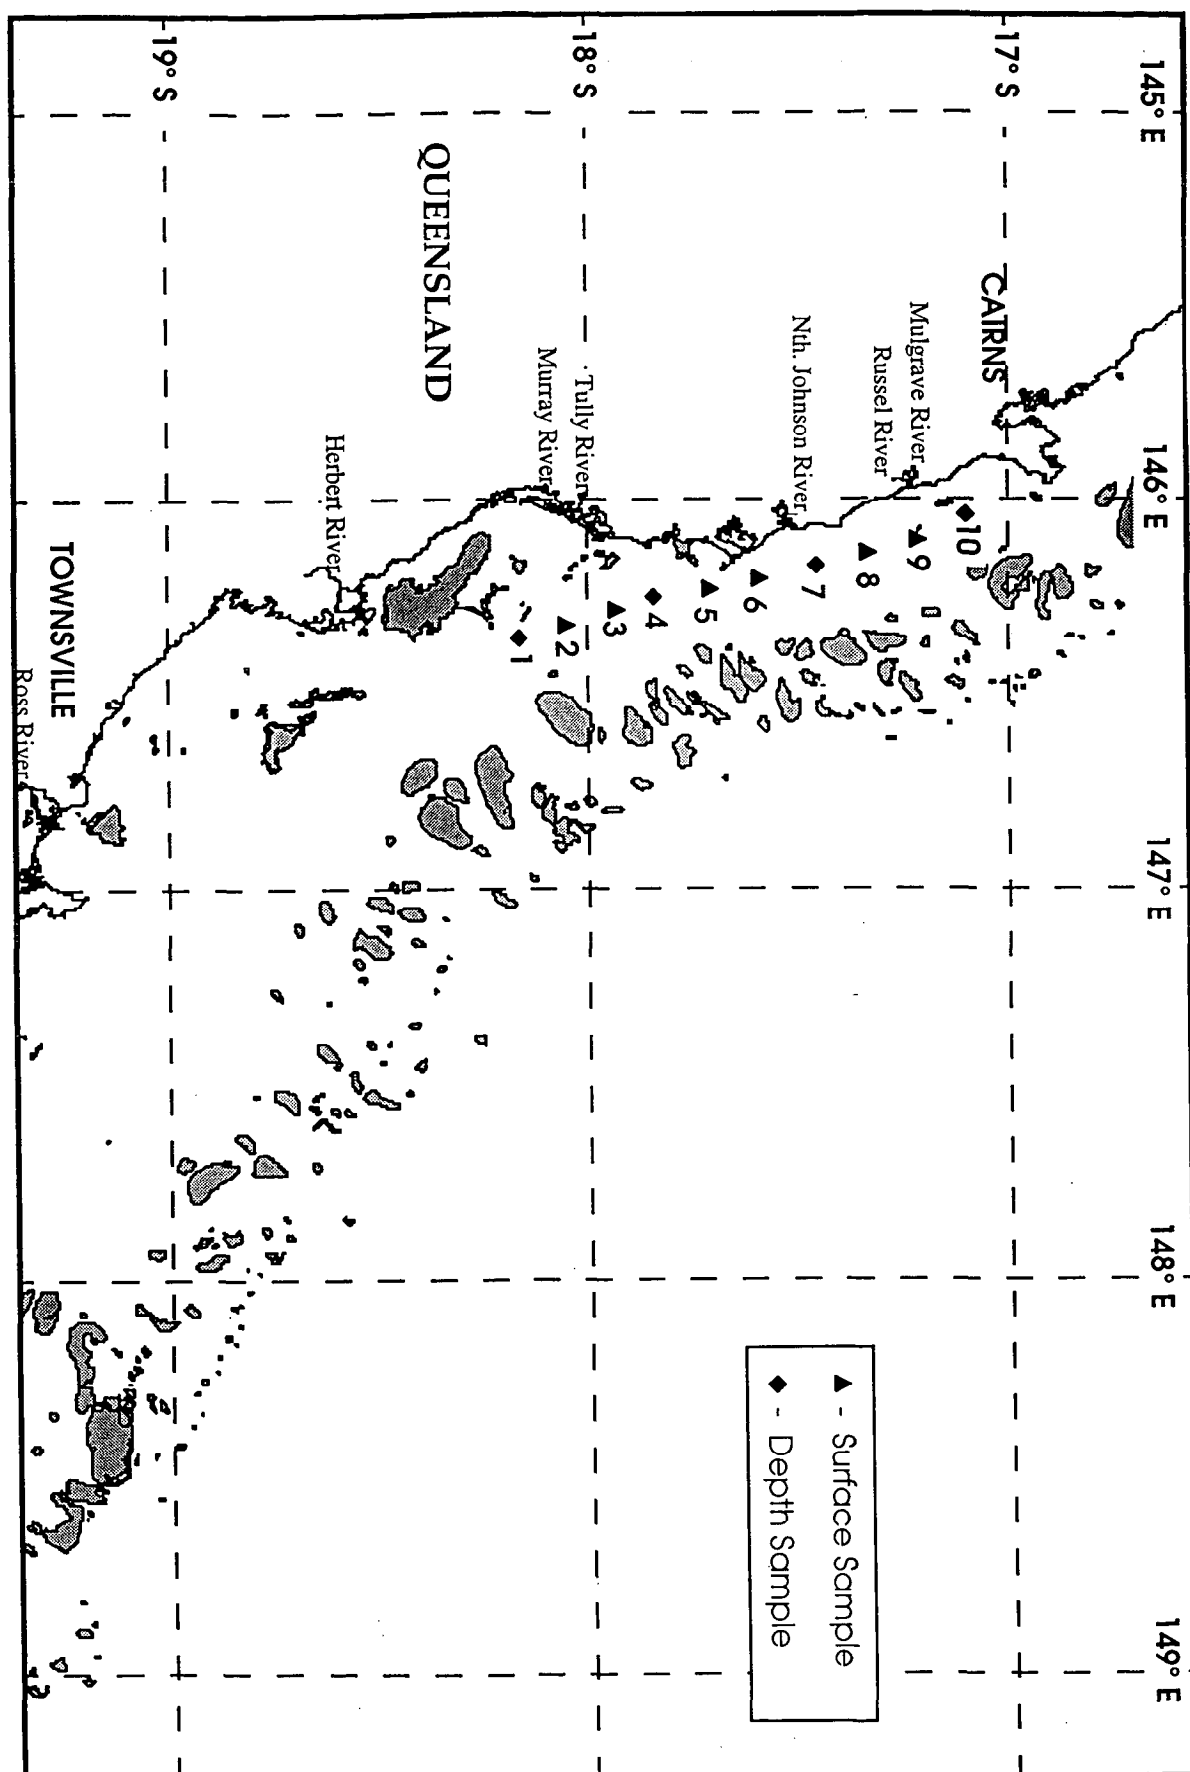 145° E
146° E
147° E
148° E
149° E
17° S
18° S
19° S
CAIRNS
Mulgrave River
Russel River
Nth. Johnson River
Tully River
Murray River
QUEENSLAND
Herbert River
TOWNSVILLE
Ross River
10
9
8
7
6
5
4
3
2
1
▲ - Surface Sample
◆ - Depth Sample